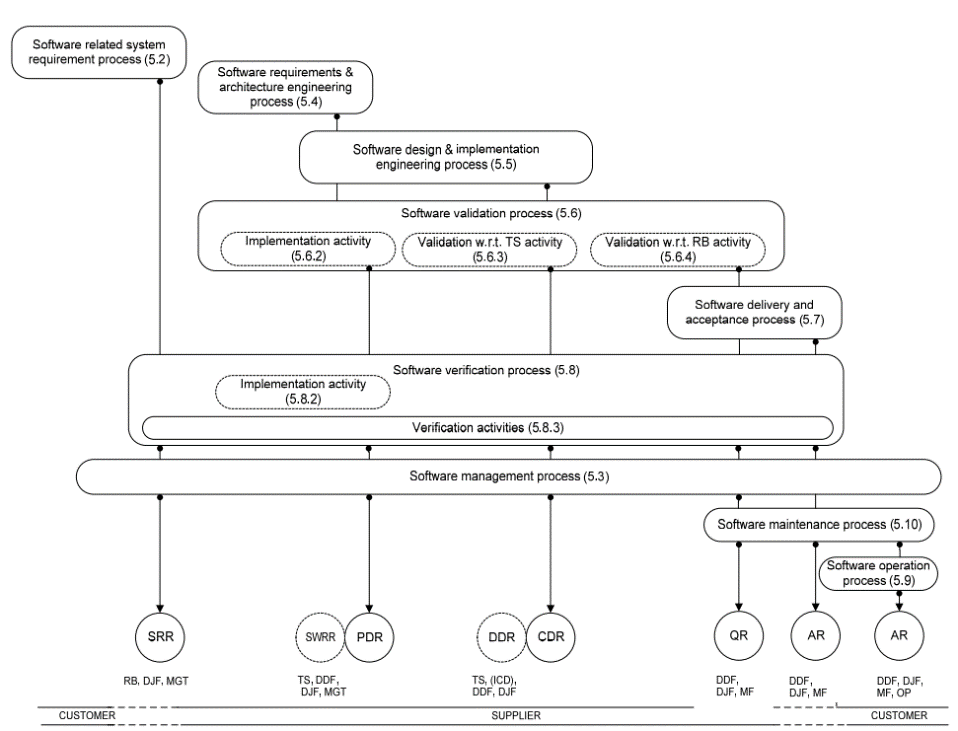 Software related system
requirement process (5.2)
Software requirements &
architecture engineering
process (5.4)
Software design & implementation
engineering process (5.5)
Software validation process (5.6)
Implementation activity
(5.6.2)
Validation w.r.t. TS activity
(5.6.3)
Validation w.r.t. RB activity
(5.6.4)
Software delivery and
acceptance process (5.7)
Software verification process (5.8)
Implementation activity
(5.8.2)
Verification activities (5.8.3)
Software management process (5.3)
Software maintenance process (5.10)
Software operation
process (5.9)
SRR
SWRR
PDR
DDR
CDR
QR
AR
AR
RB, DJF, MGT
TS, DDF,
DJF, MGT
TS, (ICD),
DDF, DJF
DDF,
DJF, MF
DDF,
DJF, MF
DDF, DJF,
MF, OP
CUSTOMER
SUPPLIER
CUSTOMER